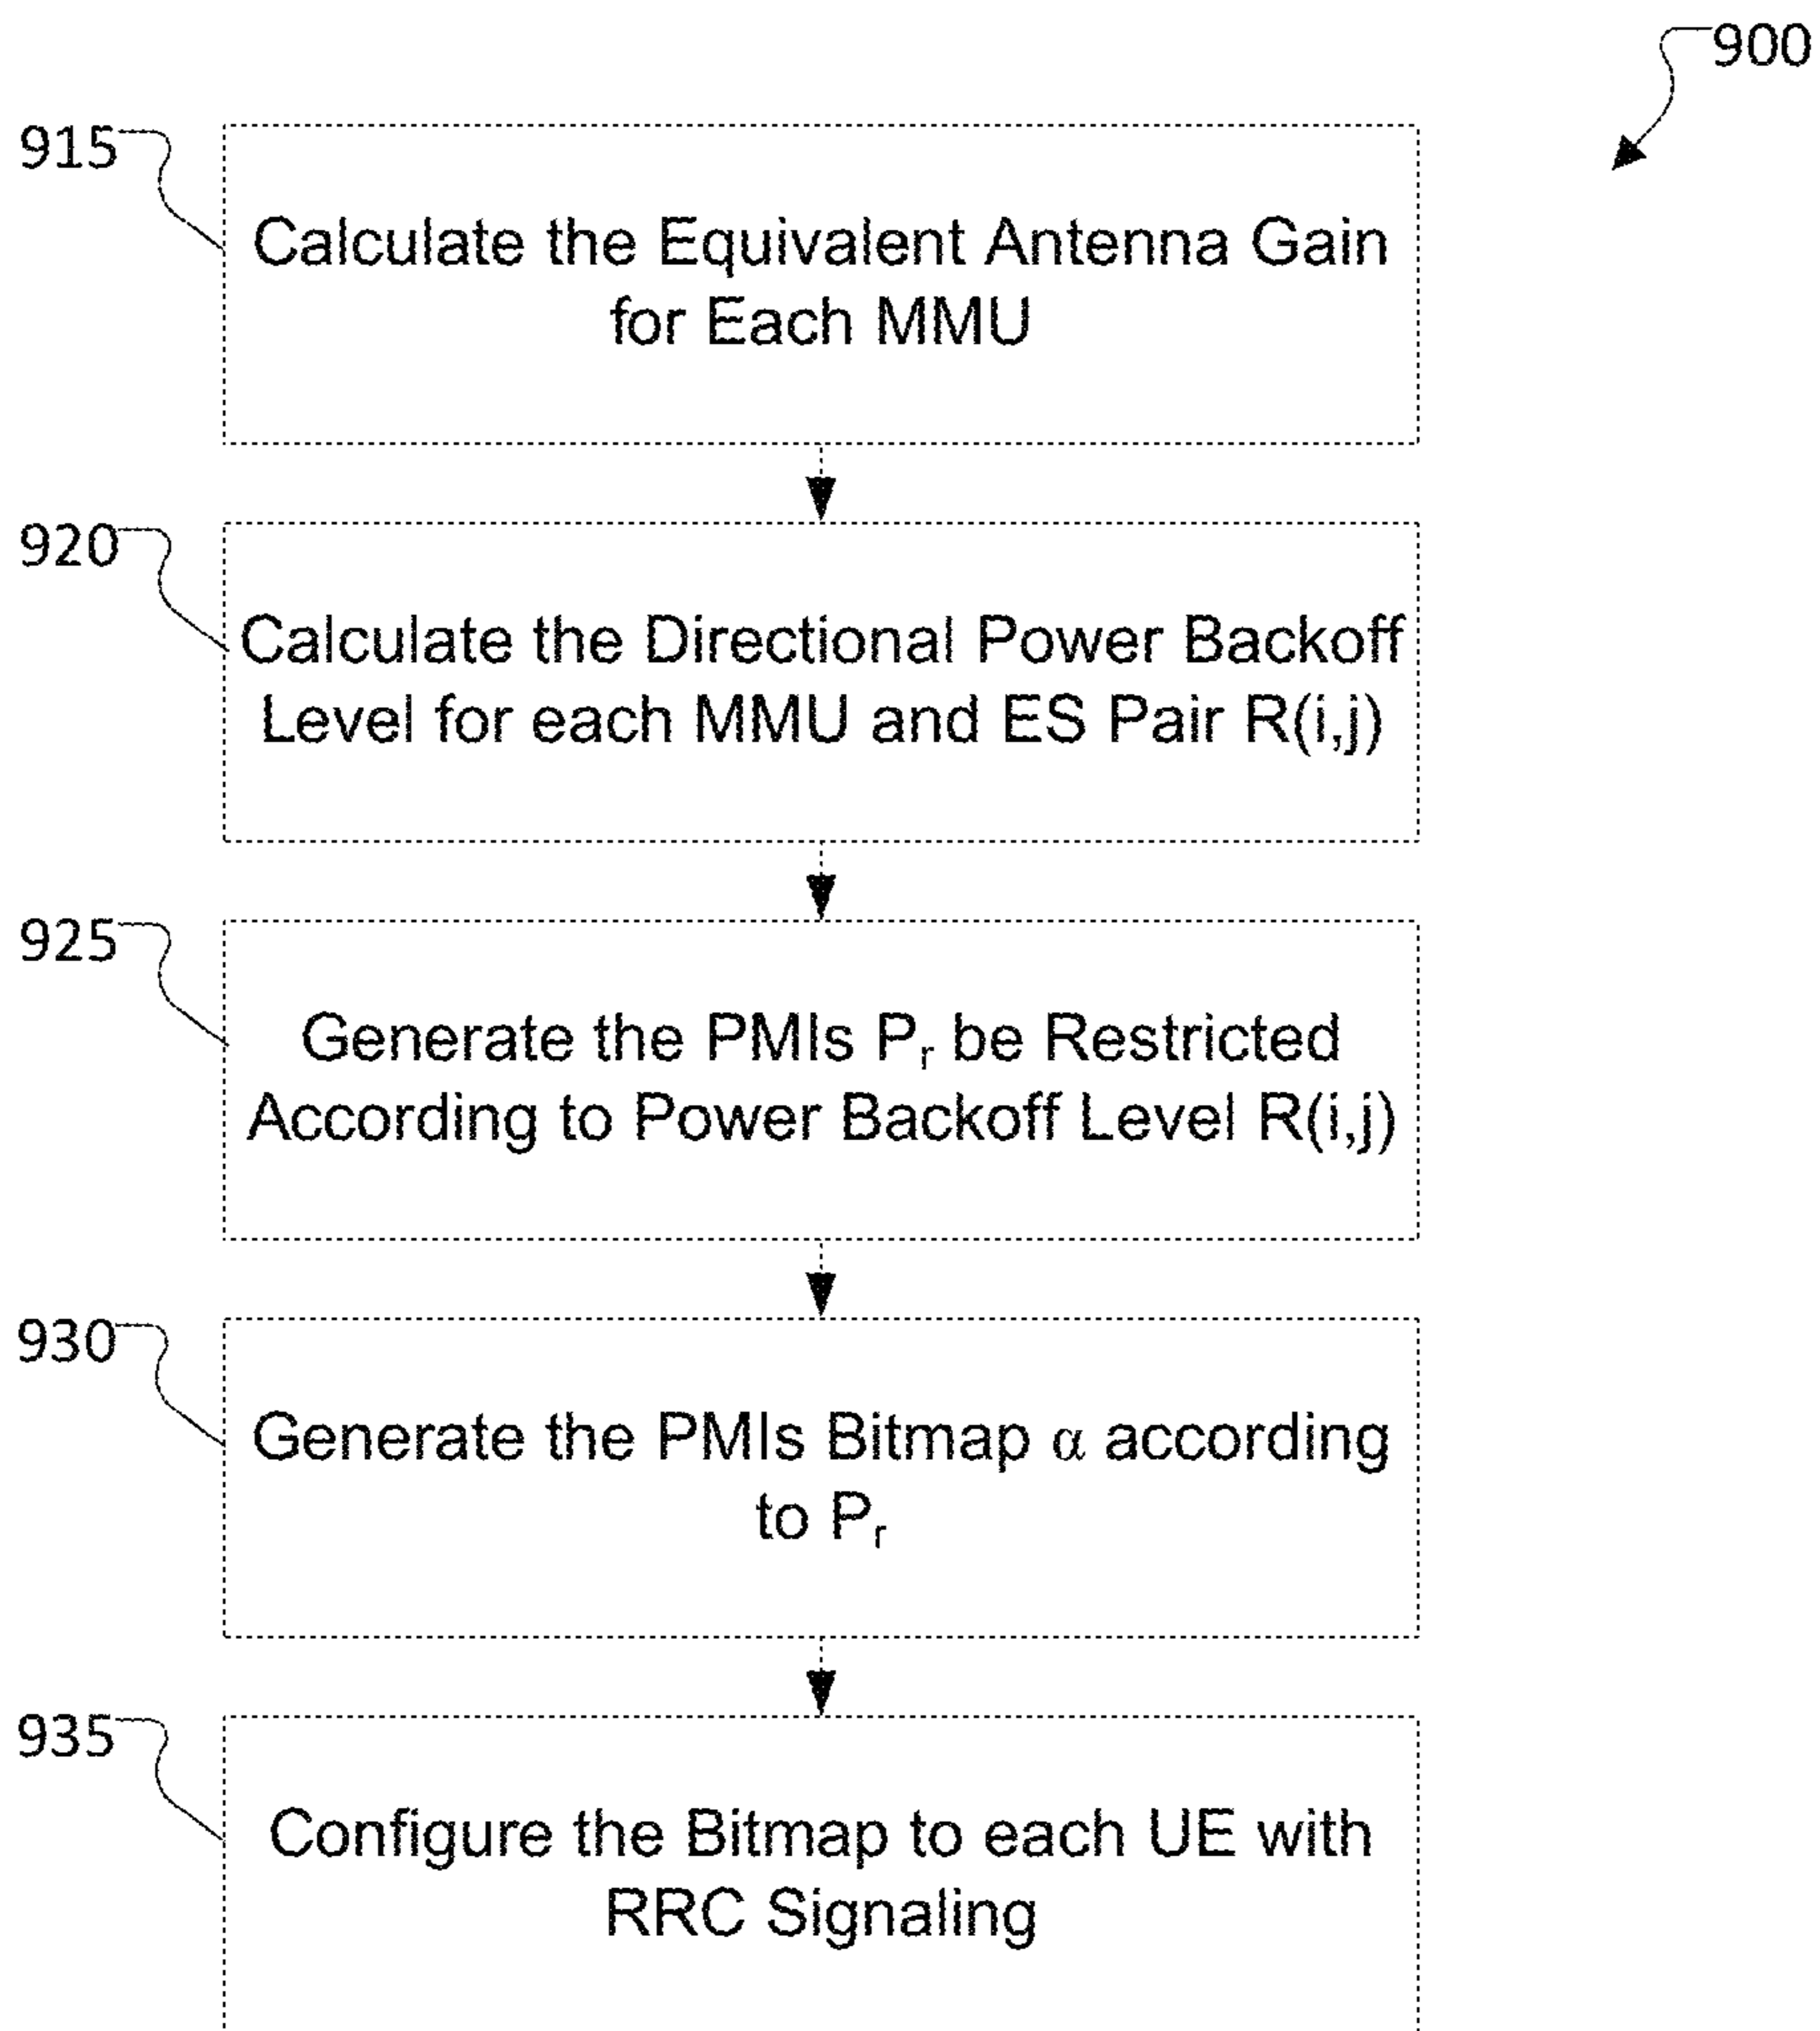 900
915
Calculate the Equivalent Antenna Gain
for Each MMU
920
Calculate the Directional Power Backoff
Level for each MMU and ES Pair R(i,j)
925
Generate the PMIs Pᵣ be Restricted
According to Power Backoff Level R(i,j)
930
Generate the PMIs Bitmap α according
to Pᵣ
935
Configure the Bitmap to each UE with
RRC Signaling